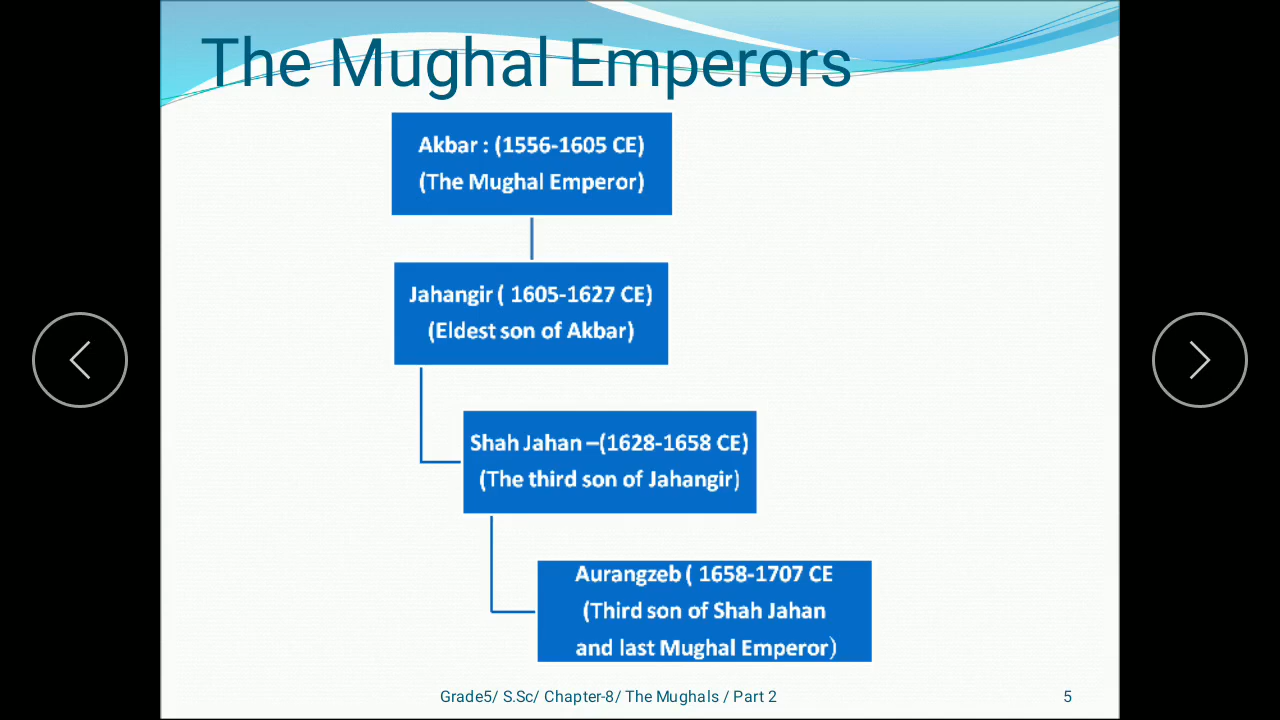 The Mughal Emperors
Akbar : (1556-1605 CE)
(The Mughal Emperor)
Jahangir ( 1605-1627 CE)
(Eldest son of Akbar)
Shah Jahan –(1628-1658 CE)
(The third son of Jahangir)
Aurangzeb ( 1658-1707 CE
(Third son of Shah Jahan
and last Mughal Emperor)
Grade5/ S.Sc/ Chapter-8/ The Mughals / Part 2
5